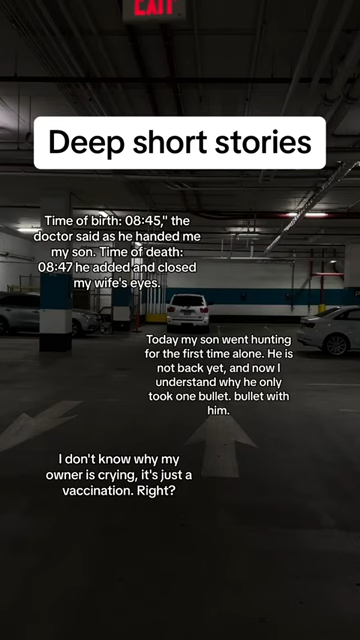 EXIT
Deep short stories
Time of birth: 08:45," the
doctor said as he handed me
my son. Time of death:
08:47 he added and closed
my wife's eyes.
Today my son went hunting
for the first time alone. He is
not back yet, and now I
understand why he only
took one bullet. bullet with
him.
I don't know why my
owner is crying, it's just a
vaccination. Right?